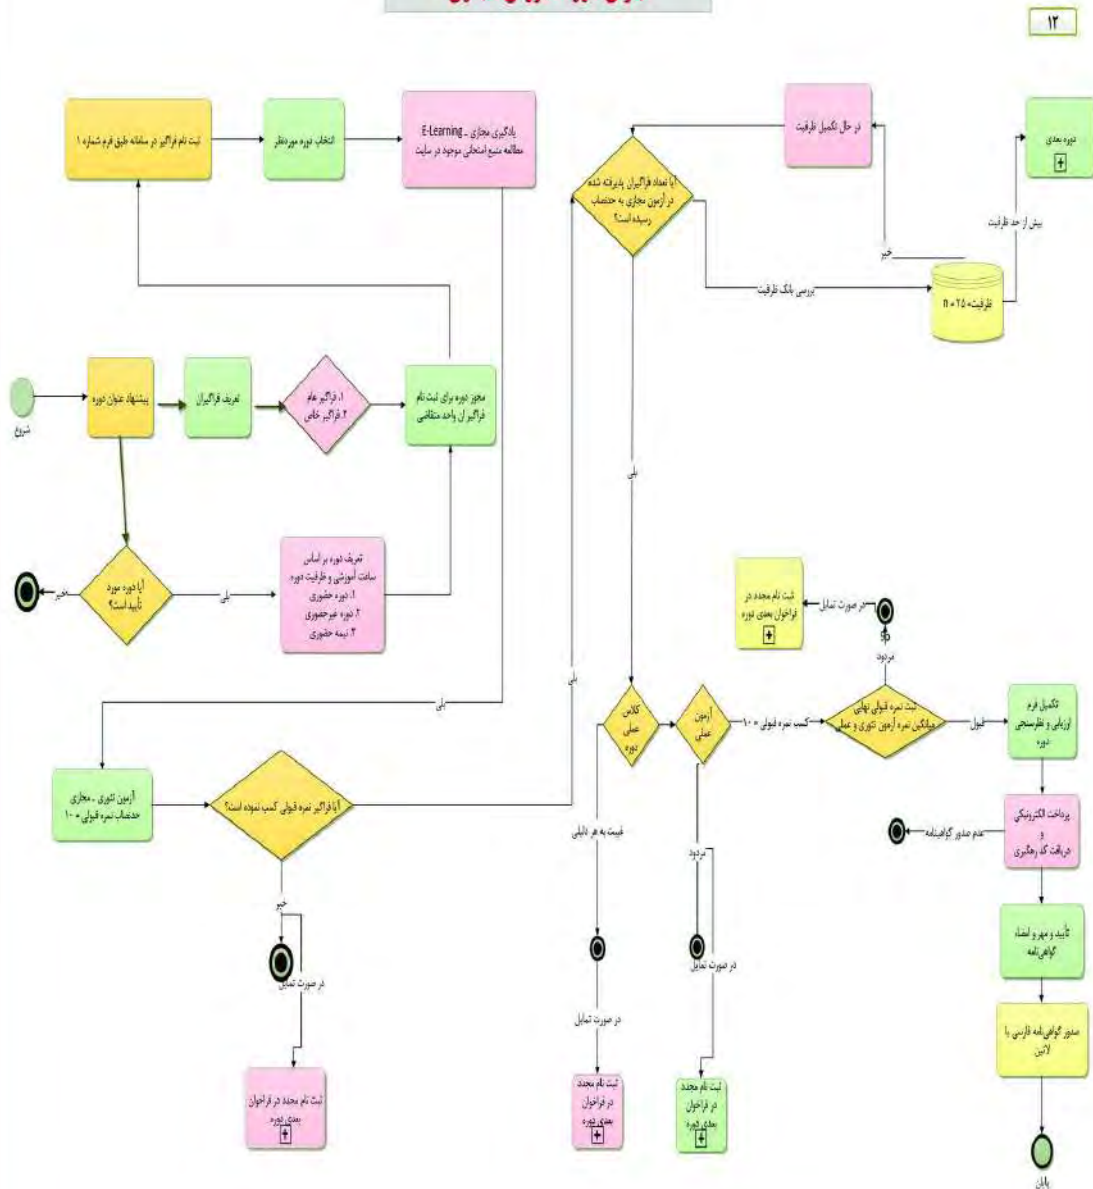 ۱۲
ثبت نام فراگیر در سامانه طبق فرم شماره ۱
انتخاب دوره موردنظر
یادگیری مجازی _ E-Learning
مطالعه منبع امتحانی موجود در سایت
در حال تکمیل ظرفیت
دوره بعدی
آیا تعداد فراگیران پذیرفته شده
در آزمون مجازی به حدنصاب
رسیده است؟
بیش از حد ظرفیت
خیر
بررسی بانک ظرفیت
ظرفیت= ۲۵ = n
شروع
پیشنهاد عنوان دوره
تعریف فراگیران
۱. فراگیر عام
۲. فراگیر خاص
مجوز دوره برای ثبت نام
فراگیر ان واحد متقاضی
بلی
آیا دوره مورد
تأیید است؟
خیر
بلی
تعریف دوره بر اساس
ساعت آموزشی و ظرفیت دوره.
۱. دوره حضوری
۲. دوره غیرحضوری
۳. نیمه حضوری
ثبت نام مجدد در
فراخوان بعدی دوره
در صورت تمایل
مردود
بلی
بلی
کلاس
عملی
دوره
آزمون
عملی
کسب نمره قبولی = ۱۰
ثبت نمره قبولی نهایی
میانگین نمره آزمون تئوری و عملی
قبول
تکمیل فرم
ارزیابی و نظرسنجی
دوره
آزمون تئوری _ مجازی
حدنصاب نمره قبولی = ۱۰
آیا فراگیر نمره قبولی کسب نموده است؟
غیبت به هر دلیلی
مردود
عدم صدور گواهینامه
پرداخت الکترونیکی
و
دریافت کد رهگیری
خیر
در صورت تمایل
در صورت تمایل
در صورت تمایل
تأیید و مهر و امضاء
گواهی‌نامه
صدور گواهی‌نامه فارسی یا
لاتین
ثبت نام مجدد در فراخوان
بعدی دوره
ثبت نام مجدد
در فراخوان
بعدی دوره
ثبت نام مجدد
در فراخوان
بعدی دوره
پایان